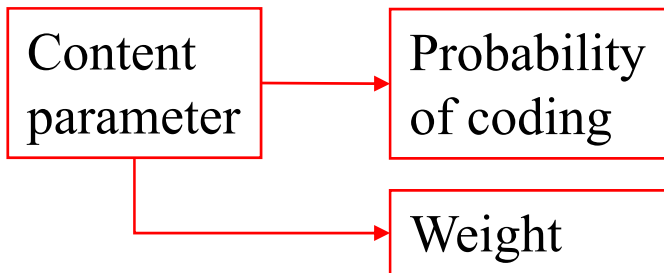 Content
parameter
Probability
of coding
Weight